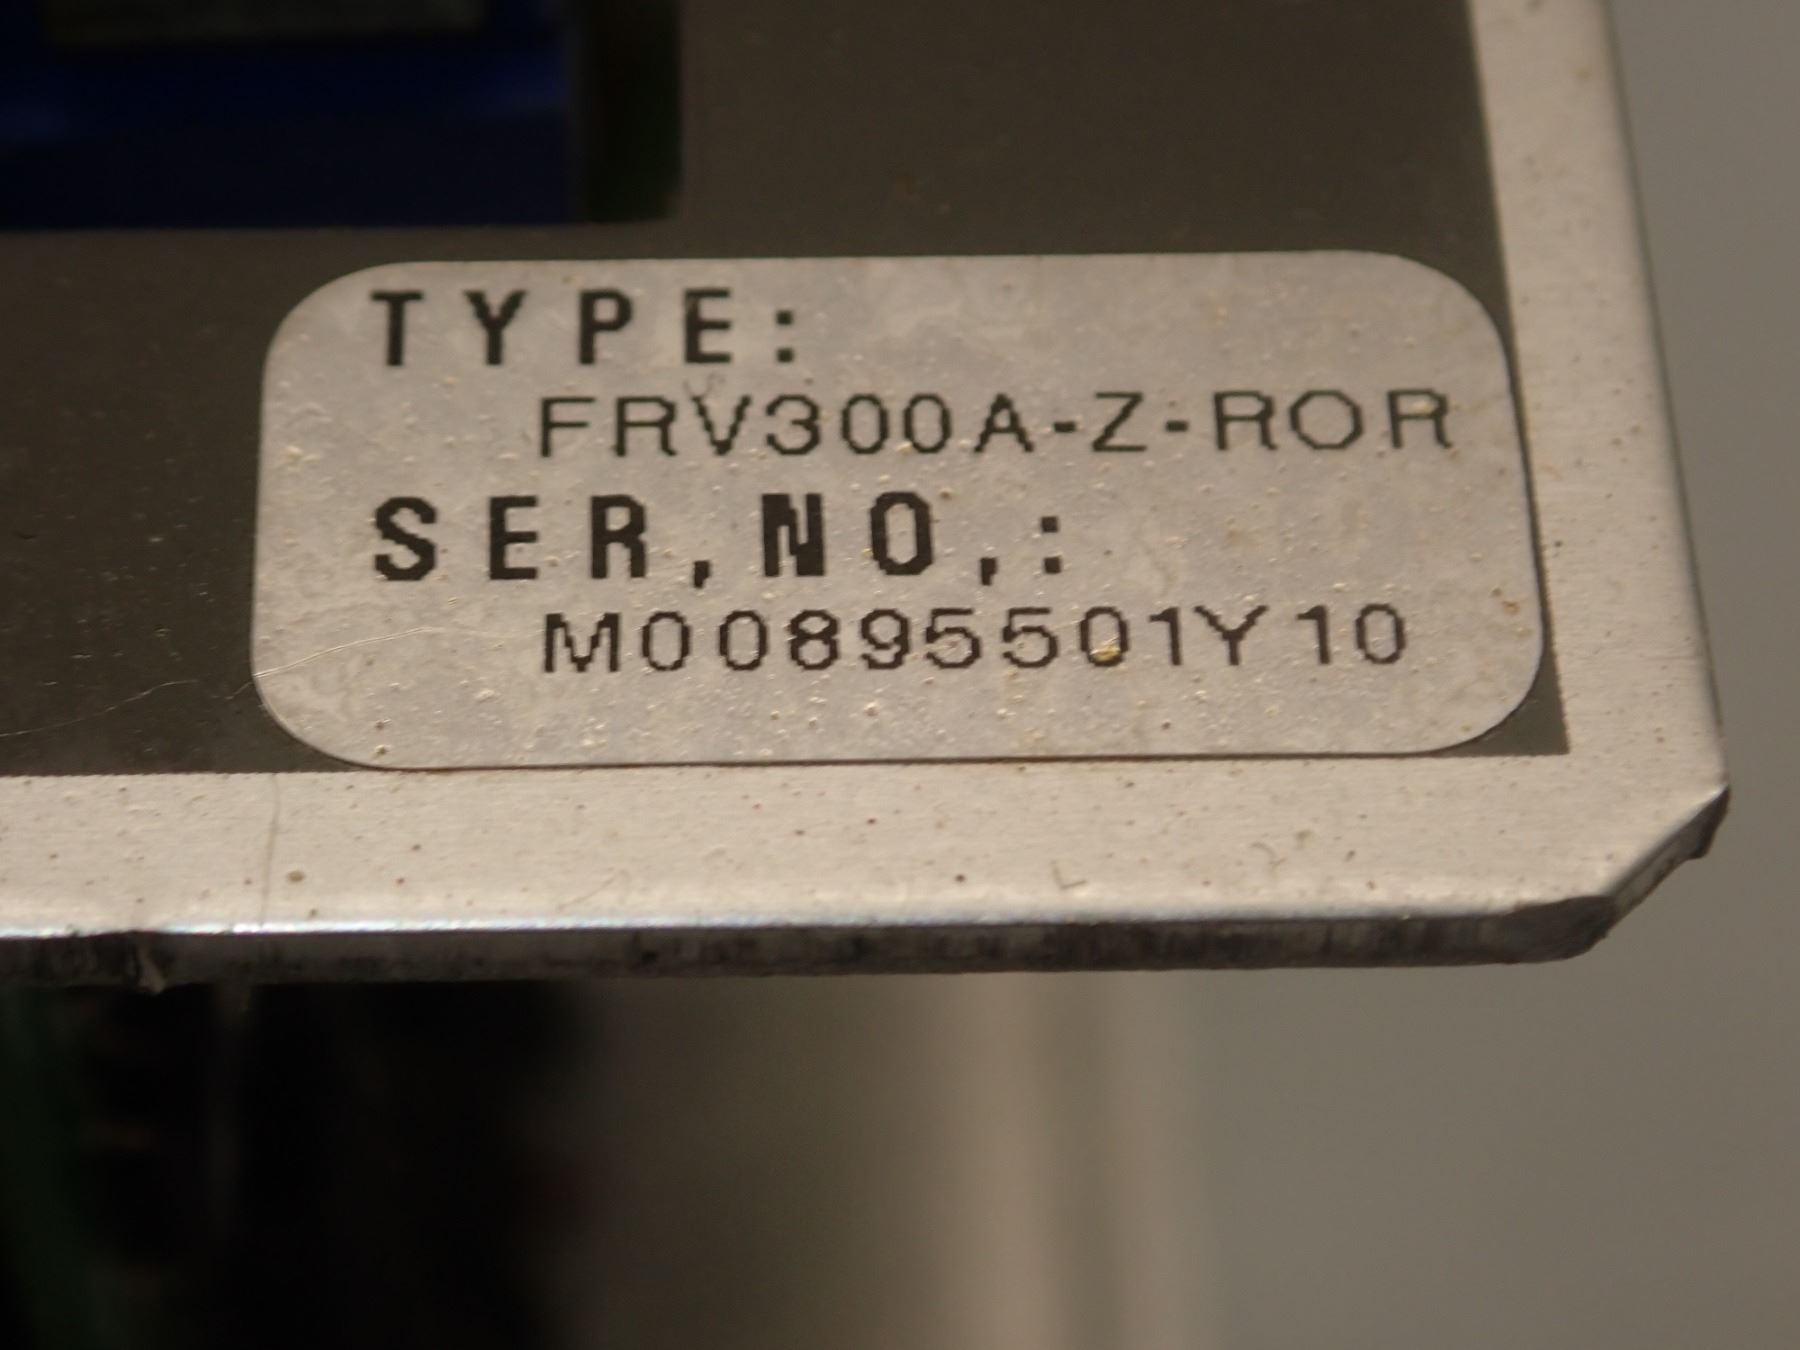 TYPE:
FRV300A-Z-ROR
SER,NO,:
M00895501Y10